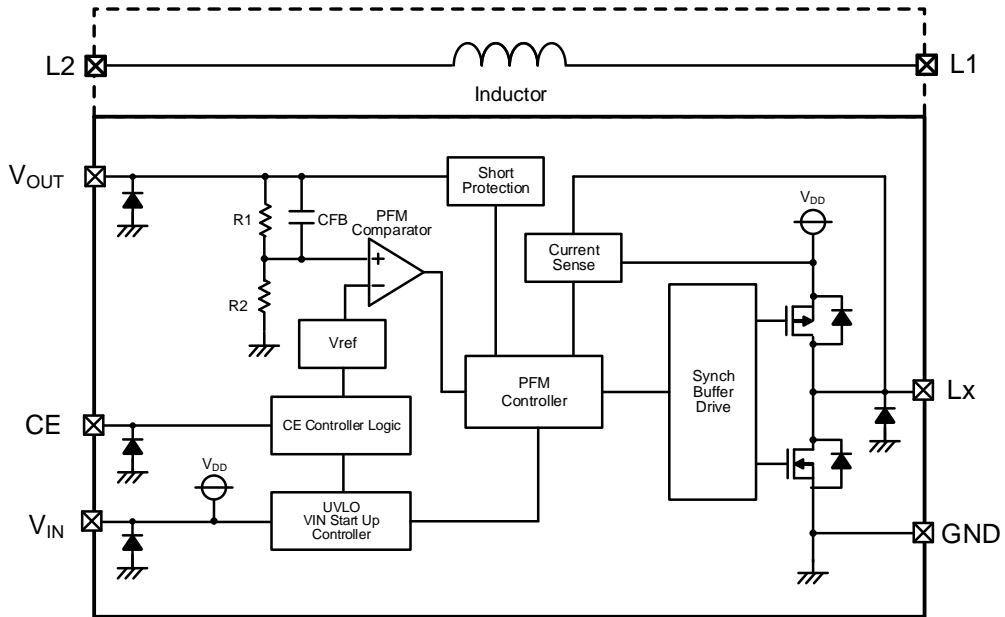 L2
L1
Inductor
VOUT
Short
Protection
VDD
R1
CFB
PFM
Comparator
Current
Sense
+
−
R2
Vref
PFM
Controller
Synch
Buffer
Drive
Lx
CE
CE Controller Logic
VDD
VIN
UVLO
VIN Start Up
Controller
GND